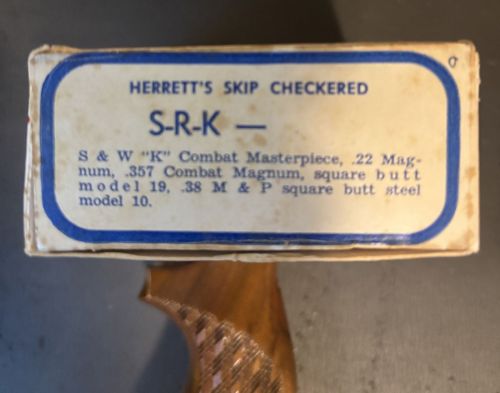 HERRETT'S SKIP CHECKERED
S-R-K —
S & W "K" Combat Masterpiece, .22 Mag-
num, .357 Combat Magnum, square butt
model 19, .38 M & P square butt steel
model 10.